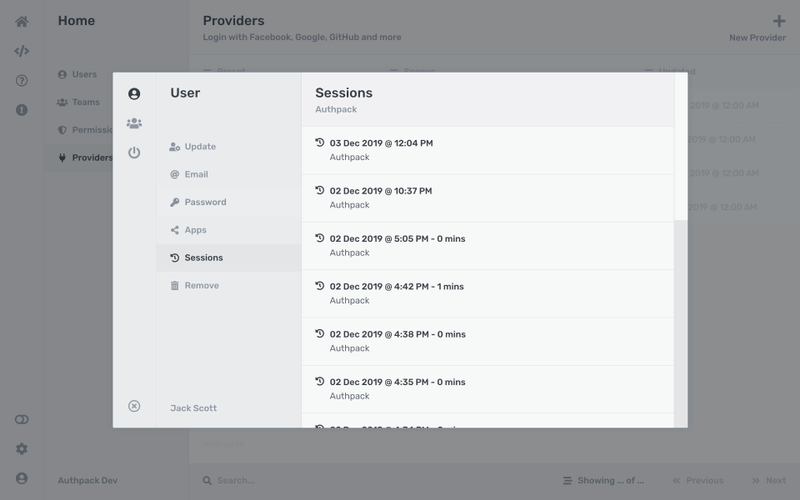 Home
Users
Teams
Providers
Authpack Dev
Providers
Login with Facebook, Google, GitHub and more
New Provider
Updated
2019 @ 12:00 AM
2019 @ 12:00 AM
2019 @ 12:00 AM
2019 @ 12:00 AM
Search...
Showing ... of ...
Previous
Next
User
Update
Email
Password
Apps
Sessions
Remove
Jack Scott
Sessions
Authpack
03 Dec 2019 @ 12:04 PM
Authpack
02 Dec 2019 @ 10:37 PM
Authpack
02 Dec 2019 @ 5:05 PM - 0 mins
Authpack
02 Dec 2019 @ 4:42 PM - 1 mins
Authpack
02 Dec 2019 @ 4:38 PM - 0 mins
Authpack
02 Dec 2019 @ 4:35 PM - 0 mins
Authpack